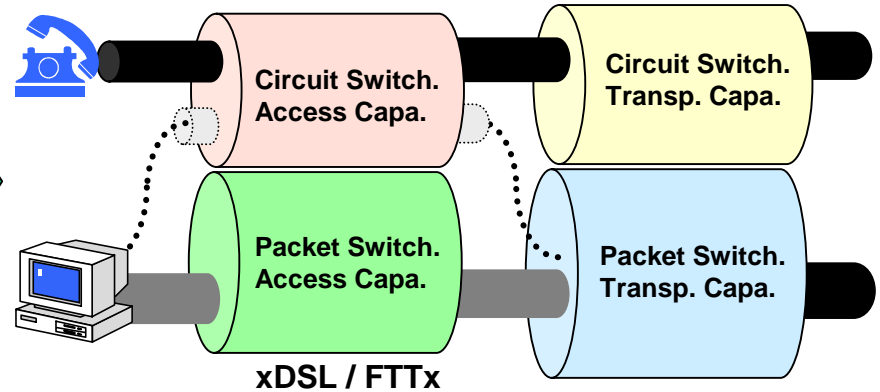 Circuit Switch.
Access Capa.
Circuit Switch.
Transp. Capa.
Packet Switch.
Access Capa.
Packet Switch.
Transp. Capa.
xDSL / FTTx